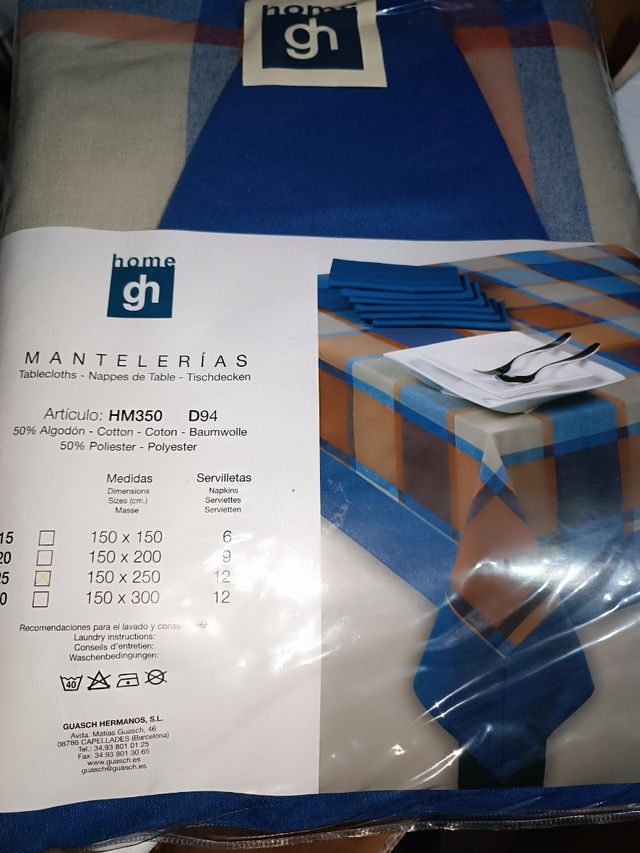 home
gh
home
gh
MANTELERÍAS
Tablecloths - Nappes de Table - Tischdecken
Artículo: HM350 D94
50% Algodón - Cotton - Coton - Baumwolle
50% Poliester - Polyester
Medidas Servilletas
Dimensions Napkins
Sizes (cm.) Serviettes
Masse Servietten
15 150 x 150 6
20 150 x 200 9
25 150 x 250 12
0 150 x 300 12
Recomendaciones para el lavado y
Laundry instructions:
Conseils d'entretien:
Waschenbedingungen:
40
GUASCH HERMANOS, S.L.
Avda. Matías Guasch, 46
08786 CAPELLADES (Barcelona)
Tel.: 34.93 801 01 25
Fax: 34.93 801 30 65
www.guasch.es
guasch@guasch.es